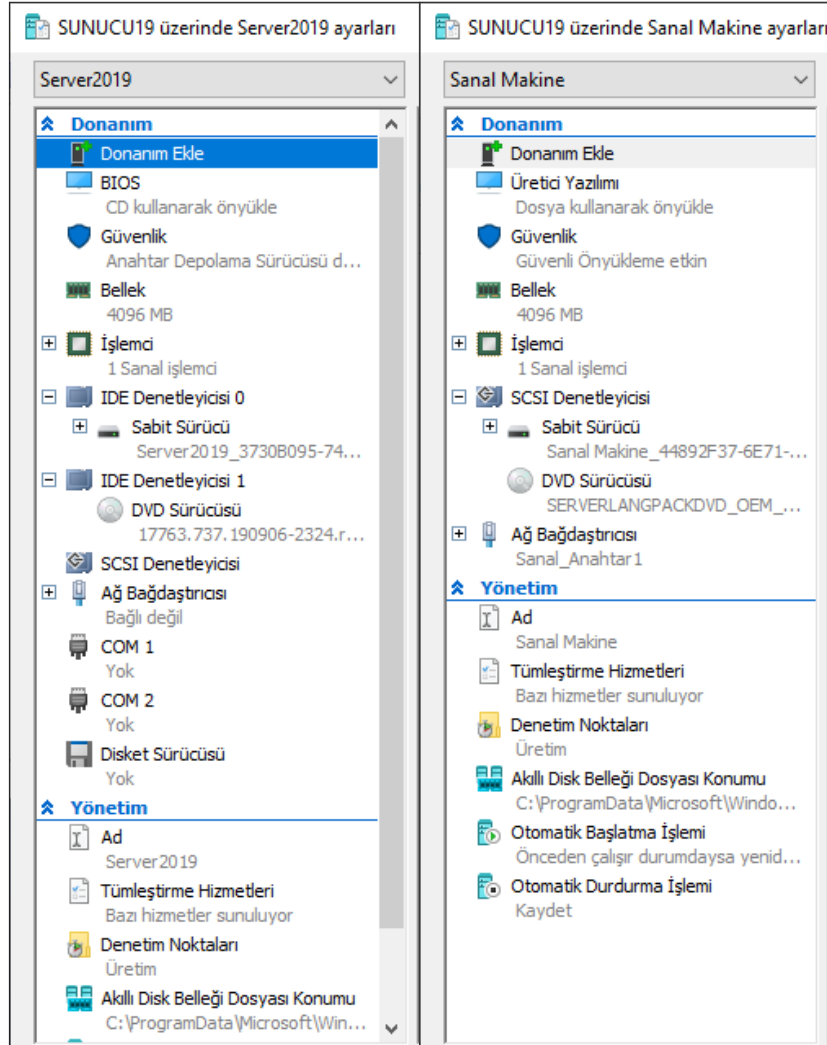 SUNUCU19 üzerinde Server2019 ayarları
Server2019
Donanım
Donanım Ekle
BIOS
CD kullanarak önyükle
Güvenlik
Anahtar Depolama Sürücüsü d...
Bellek
4096 MB
İşlemci
1 Sanal işlemci
IDE Denetleyicisi 0
Sabit Sürücü
Server2019_3730B095-74...
IDE Denetleyicisi 1
DVD Sürücüsü
17763.737.190906-2324.r...
SCSI Denetleyicisi
Ağ Bağdaştırıcısı
Bağlı değil
COM 1
Yok
COM 2
Yok
Disket Sürücüsü
Yok
Yönetim
Ad
Server2019
Tümleştirme Hizmetleri
Bazı hizmetler sunuluyor
Denetim Noktaları
Üretim
Akıllı Disk Belleği Dosyası Konumu
C:\ProgramData\Microsoft\Win...
SUNUCU19 üzerinde Sanal Makine ayarları
Sanal Makine
Donanım
Donanım Ekle
Üretici Yazılımı
Dosya kullanarak önyükle
Güvenlik
Güvenli Önyükleme etkin
Bellek
4096 MB
İşlemci
1 Sanal işlemci
SCSI Denetleyicisi
Sabit Sürücü
Sanal Makine_44892F37-6E71-...
DVD Sürücüsü
SERVERLANGPACKDVD_OEM_...
Ağ Bağdaştırıcısı
Sanal_Anahtar1
Yönetim
Ad
Sanal Makine
Tümleştirme Hizmetleri
Bazı hizmetler sunuluyor
Denetim Noktaları
Üretim
Akıllı Disk Belleği Dosyası Konumu
C:\ProgramData\Microsoft\Windo...
Otomatik Başlatma İşlemi
Önceden çalışır durumdaysa yenid...
Otomatik Durdurma İşlemi
Kaydet